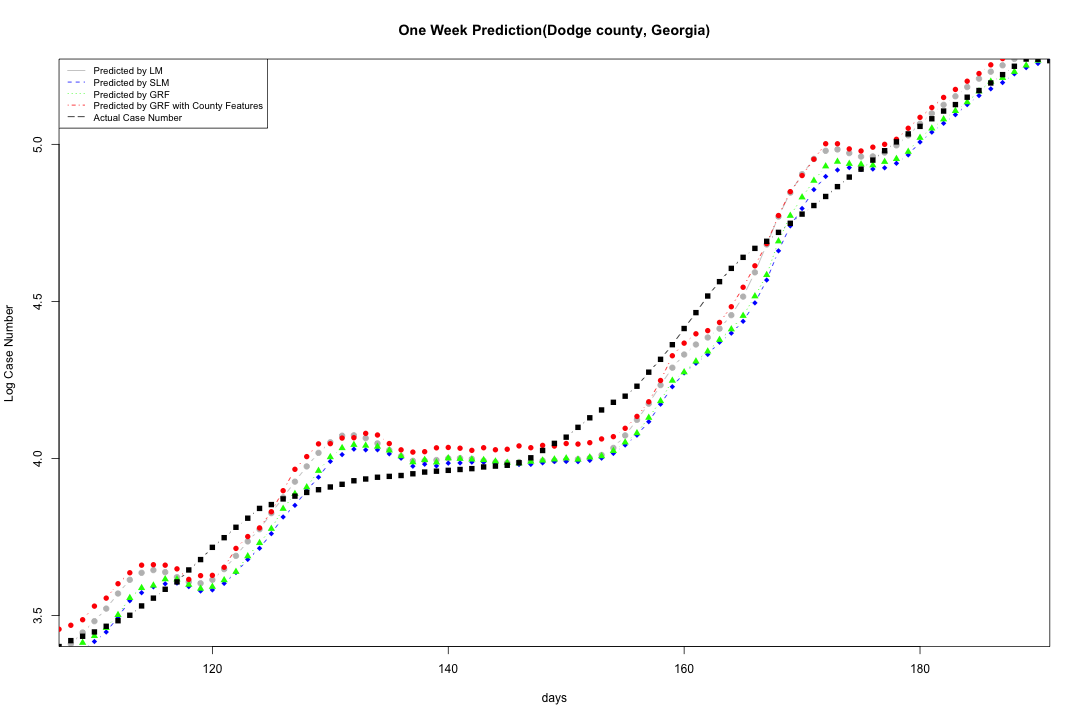 One Week Prediction(Dodge county, Georgia)
Predicted by LM
Predicted by SLM
Predicted by GRF
Predicted by GRF with County Features
Actual Case Number
5.0
4.5
4.0
3.5
Log Case Number
120 140 160 180
days